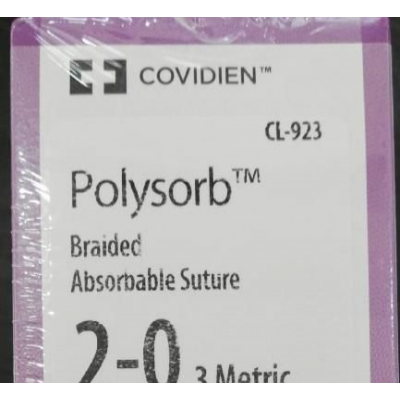 COVIDIEN™
CL-923
Polysorb™
Braided
Absorbable Suture
2-0 3 Metric